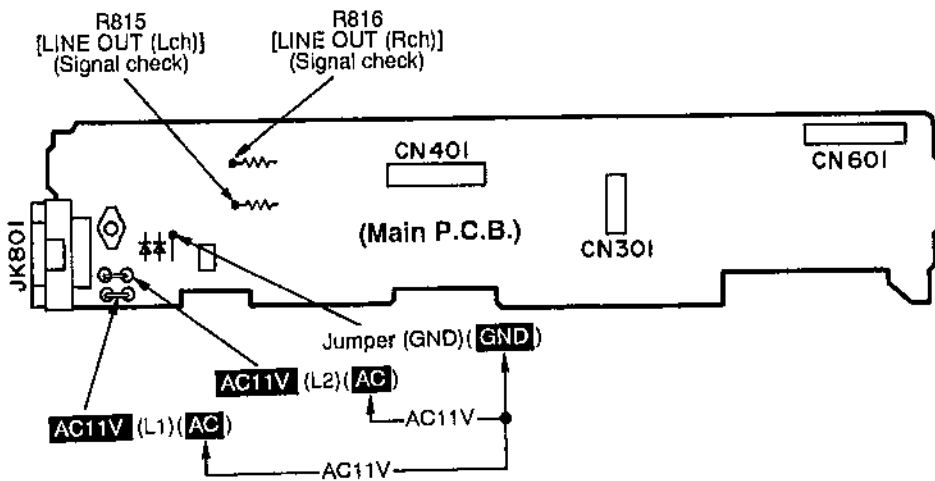 R815
[LINE OUT (Lch)]
(Signal check)
R816
[LINE OUT (Rch)]
(Signal check)
CN401
CN601
JK801
(Main P.C.B.)
CN301
Jumper (GND)(GND)
AC11V (L2)(AC)
AC11V
AC11V (L1)(AC)
AC11V